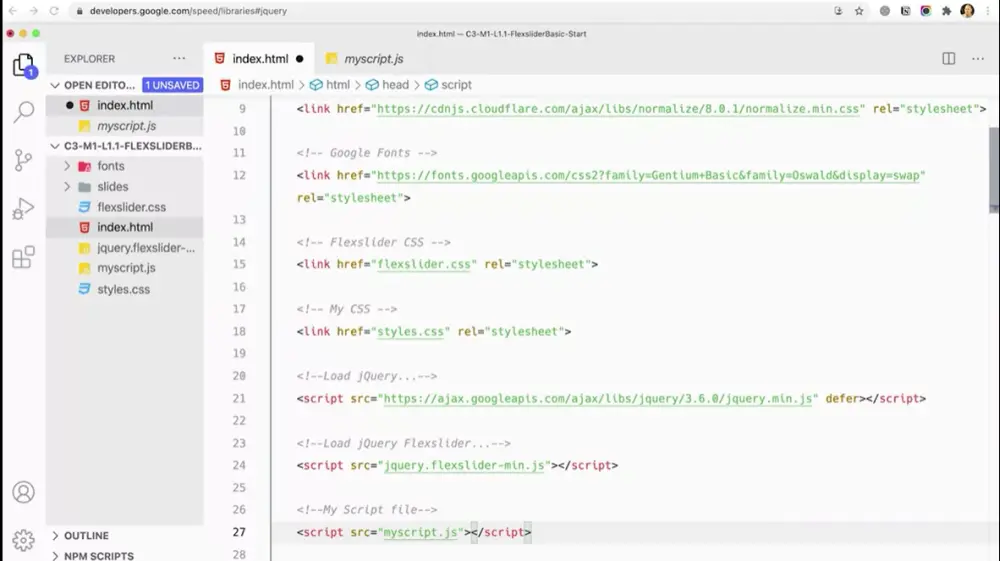 developers.google.com/speed/libraries#jquery
index.html — C3-M1-L1.1-FlexsliderBasic-Start
EXPLORER ...
index.html ●
myscript.js
...
OPEN EDITO... 1 UNSAVED
index.html > html > head > script
● index.html
myscript.js
C3-M1-L1.1-FLEXSLIDERB...
fonts
slides
flexslider.css
index.html
jquery.flexslider-...
myscript.js
styles.css
OUTLINE
NPM SCRIPTS
1
9 <link href="https://cdnjs.cloudflare.com/ajax/libs/normalize/8.0.1/normalize.min.css" rel="stylesheet">
10
11 <!-- Google Fonts -->
12 <link href="https://fonts.googleapis.com/css2?family=Gentium+Basic&family=Oswald&display=swap"
rel="stylesheet">
13
14 <!-- Flexslider CSS -->
15 <link href="flexslider.css" rel="stylesheet">
16
17 <!-- My CSS -->
18 <link href="styles.css" rel="stylesheet">
19
20 <!--Load jQuery...-->
21 <script src="https://ajax.googleapis.com/ajax/libs/jquery/3.6.0/jquery.min.js" defer></script>
22
23 <!--Load jQuery Flexslider...-->
24 <script src="jquery.flexslider-min.js"></script>
25
26 <!--My Script file-->
27 <script src="myscript.js"></script>
28